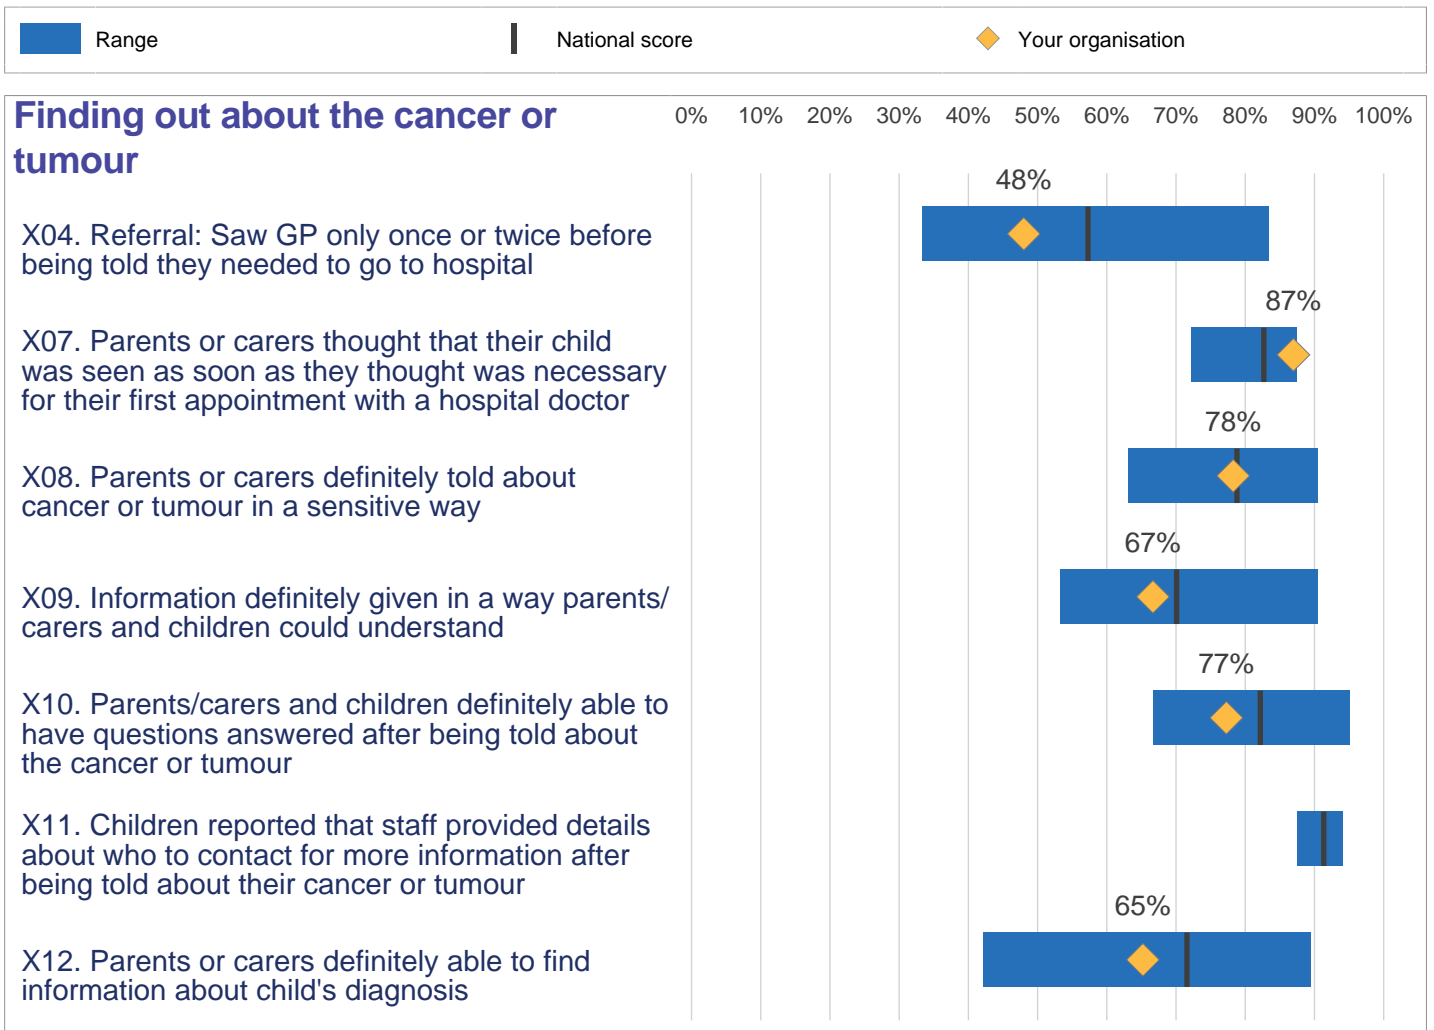 Range
National score
Your organisation
Finding out about the cancer or
tumour
0% 10% 20% 30% 40% 50% 60% 70% 80% 90% 100%
48%
X04. Referral: Saw GP only once or twice before
being told they needed to go to hospital
87%
X07. Parents or carers thought that their child
was seen as soon as they thought was necessary
for their first appointment with a hospital doctor
78%
X08. Parents or carers definitely told about
cancer or tumour in a sensitive way
67%
X09. Information definitely given in a way parents/
carers and children could understand
77%
X10. Parents/carers and children definitely able to
have questions answered after being told about
the cancer or tumour
X11. Children reported that staff provided details
about who to contact for more information after
being told about their cancer or tumour
65%
X12. Parents or carers definitely able to find
information about child's diagnosis